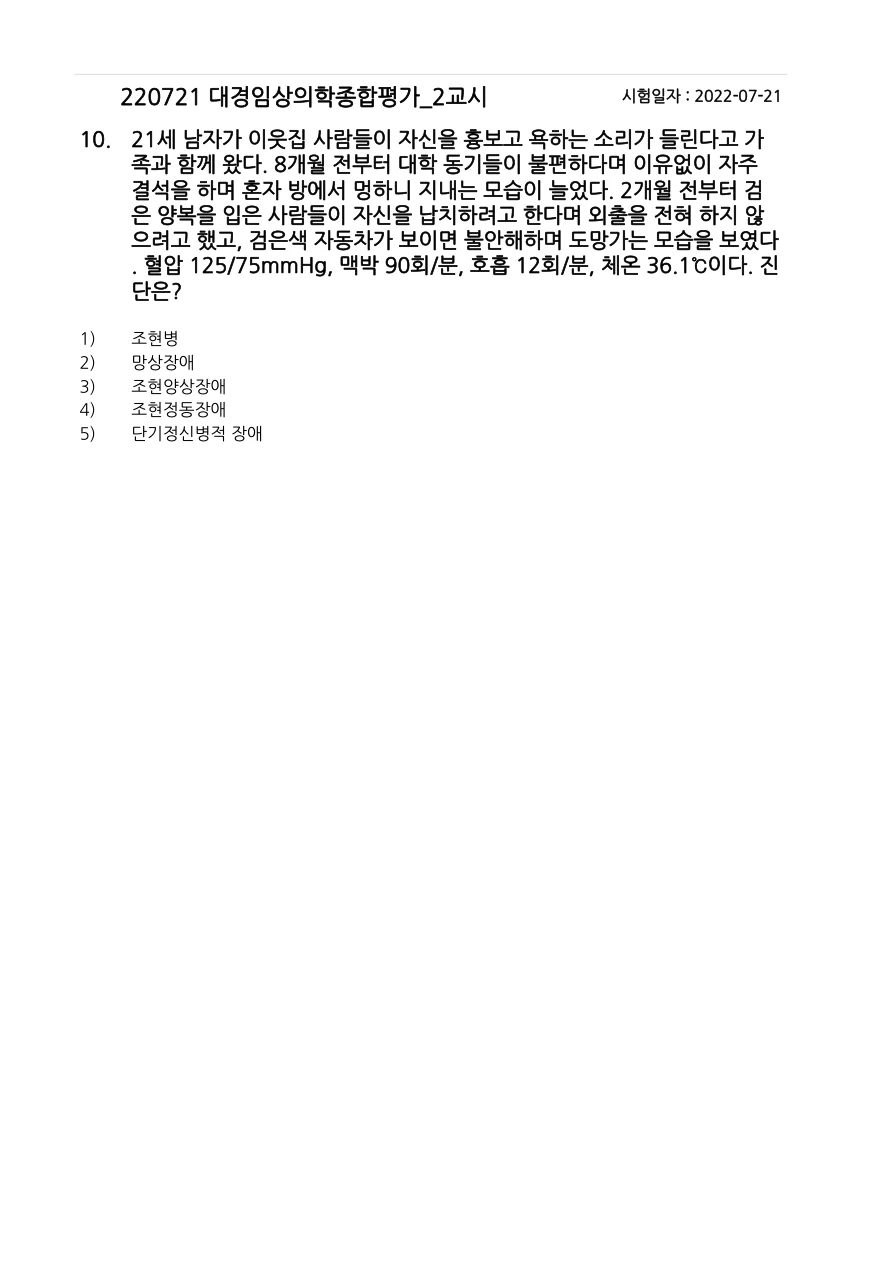 220721 대경임상의학종합평가_2교시 시험일자 : 2022-07-21
10. 21세 남자가 이웃집 사람들이 자신을 흉보고 욕하는 소리가 들린다고 가
족과 함께 왔다. 8개월 전부터 대학 동기들이 불편하다며 이유없이 자주
결석을 하며 혼자 방에서 멍하니 지내는 모습이 늘었다. 2개월 전부터 검
은 양복을 입은 사람들이 자신을 납치하려고 한다며 외출을 전혀 하지 않
으려고 했고, 검은색 자동차가 보이면 불안해하며 도망가는 모습을 보였다
. 혈압 125/75mmHg, 맥박 90회/분, 호흡 12회/분, 체온 36.1℃이다. 진
단은?
1) 조현병
2) 망상장애
3) 조현양상장애
4) 조현정동장애
5) 단기정신병적 장애